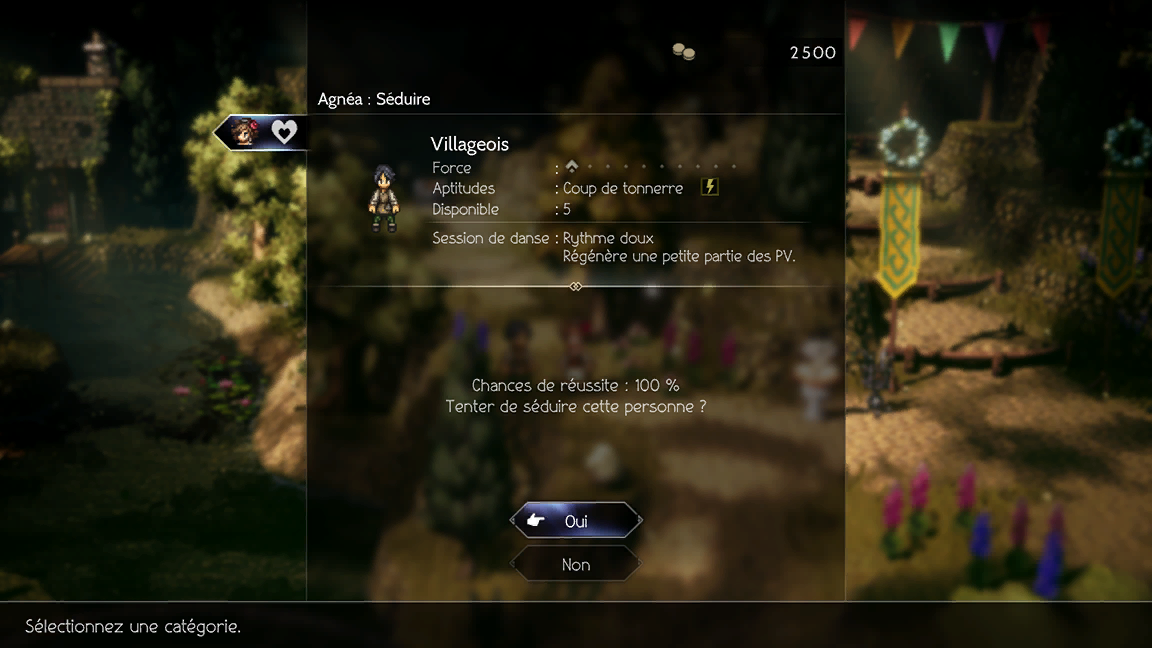 2500
Agnéa : Séduire
Villageois
Force :
Aptitudes : Coup de tonnerre
Disponible : 5
Session de danse : Rythme doux
Régénère une petite partie des PV.
Chances de réussite : 100 %
Tenter de séduire cette personne ?
Oui
Non
Sélectionnez une catégorie.